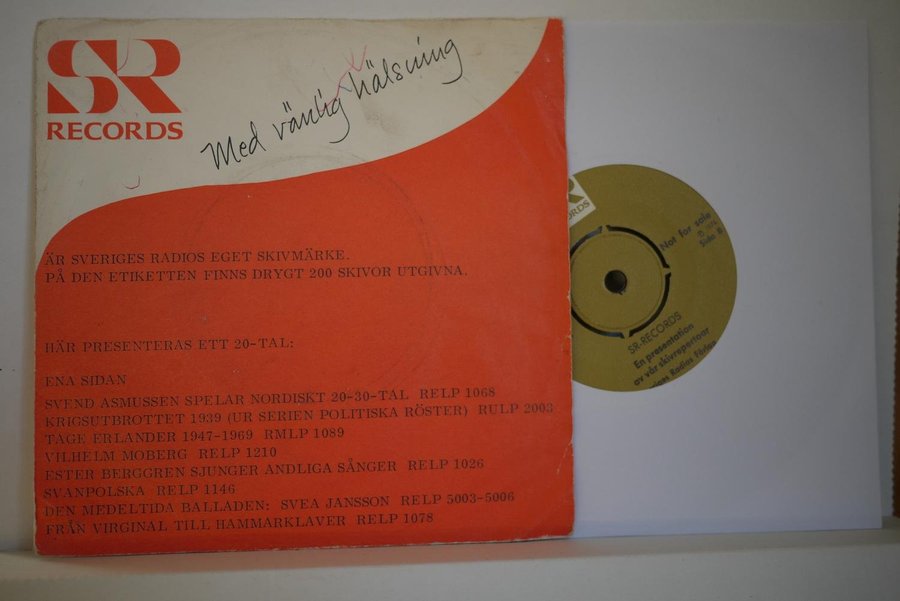 SR
RECORDS
Med vänlig hälsning
ÄR SVERIGES RADIOS EGET SKIVMÄRKE.
PÅ DEN ETIKETTEN FINNS DRYGT 200 SKIVOR UTGIVNA.
HÄR PRESENTERAS ETT 20-TAL:
ENA SIDAN
SVEND ASMUSSEN SPELAR NORDISKT 20-30-TAL RELP 1068
KRIGSUTBROTTET 1939 (UR SERIEN POLITISKA RÖSTER) RULP 2003
TAGE ERLANDER 1947-1969 RMLP 1089
VILHELM MOBERG RELP 1210
ESTER BERGGREN SJUNGER ANDLIGA SÅNGER RELP 1026
SVANPOLSKA RELP 1146
DEN MEDELTIDA BALLADEN: SVEA JANSSON RELP 5003-5006
FRÅN VIRGINAL TILL HAMMARKLAVER RELP 1078
Not for sale
Sida B
SR-RECORDS
En presentation
av vår skivrepertoar
Radios Förlag